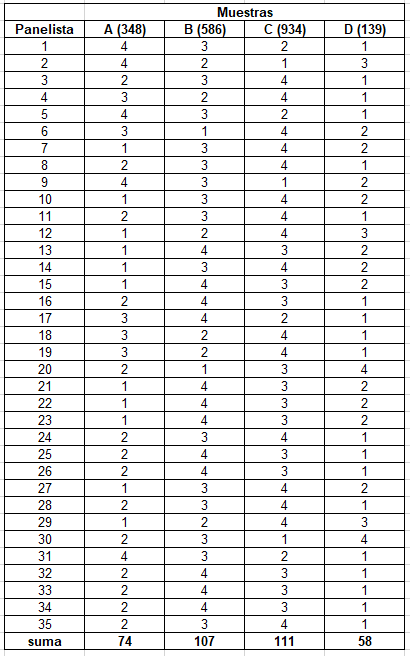 Muestras
Panelista A (348) B (586) C (934) D (139)
1 4 3 2 1
2 4 2 1 3
3 2 3 4 1
4 3 2 4 1
5 4 3 2 1
6 3 1 4 2
7 1 3 4 2
8 2 3 4 1
9 4 3 1 2
10 1 3 4 2
11 2 3 4 1
12 1 2 4 3
13 1 4 3 2
14 1 3 4 2
15 1 4 3 2
16 2 4 3 1
17 3 4 2 1
18 3 2 4 1
19 3 2 4 1
20 2 1 3 4
21 1 4 3 2
22 1 4 3 2
23 1 4 3 2
24 2 3 4 1
25 2 4 3 1
26 2 4 3 1
27 1 3 4 2
28 2 3 4 1
29 1 2 4 3
30 2 3 1 4
31 4 3 2 1
32 2 4 3 1
33 2 4 3 1
34 2 4 3 1
35 2 3 4 1
suma 74 107 111 58